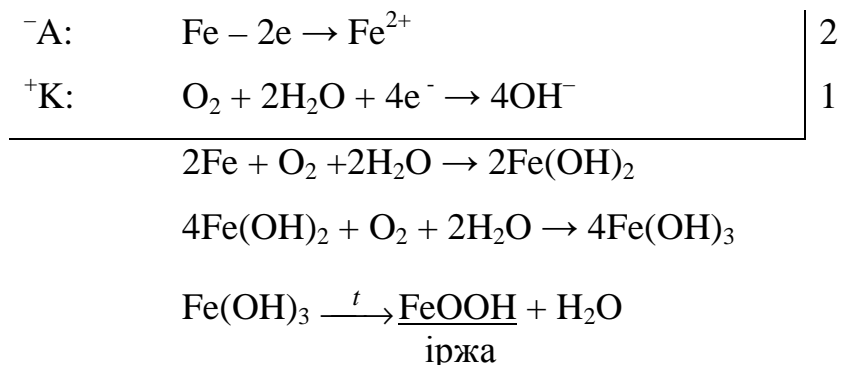 ⁻A: Fe – 2e → Fe²⁺ 2
⁺K: O₂ + 2H₂O + 4e⁻ → 4OH⁻ 1
2Fe + O₂ +2H₂O → 2Fe(OH)₂
4Fe(OH)₂ + O₂ + 2H₂O → 4Fe(OH)₃
Fe(OH)₃ —t→ FeOOH + H₂O
іржа